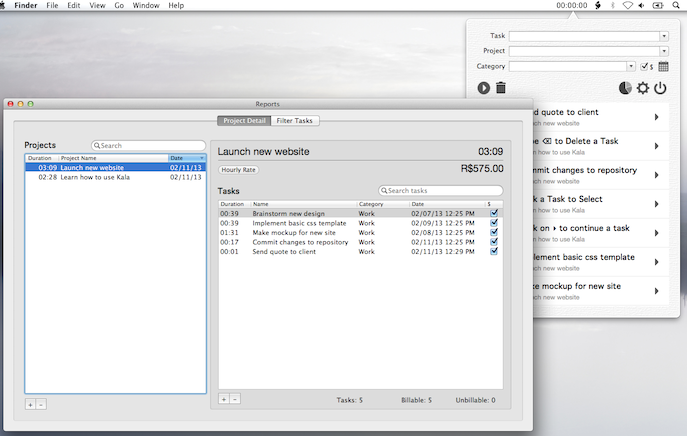 Finder File Edit View Go Window Help 00:00:00
Task
Project
Category $
Reports
Project Detail Filter Tasks
Projects Search
Duration Project Name Date
03:09 Launch new website 02/11/13
02:28 Learn how to use Kala 02/11/13
Launch new website 03:09
Hourly Rate R$575.00
Tasks Search tasks
Duration Name Category Date $
00:39 Brainstorm new design Work 02/07/13 12:25 PM
00:39 Implement basic css template Work 02/09/13 12:25 PM
01:31 Make mockup for new site Work 02/08/13 12:25 PM
00:17 Commit changes to repository Work 02/11/13 12:25 PM
00:01 Send quote to client Work 02/11/13 12:29 PM
+ - Tasks: 5 Billable: 5 Unbillable: 0
+ -
d quote to client
ch new website
e ⌫ to Delete a Task
n how to use Kala
mit changes to repository
ch new website
k a Task to Select
n how to use Kala
k on › to continue a task
n how to use Kala
lement basic css template
ch new website
e mockup for new site
ch new website